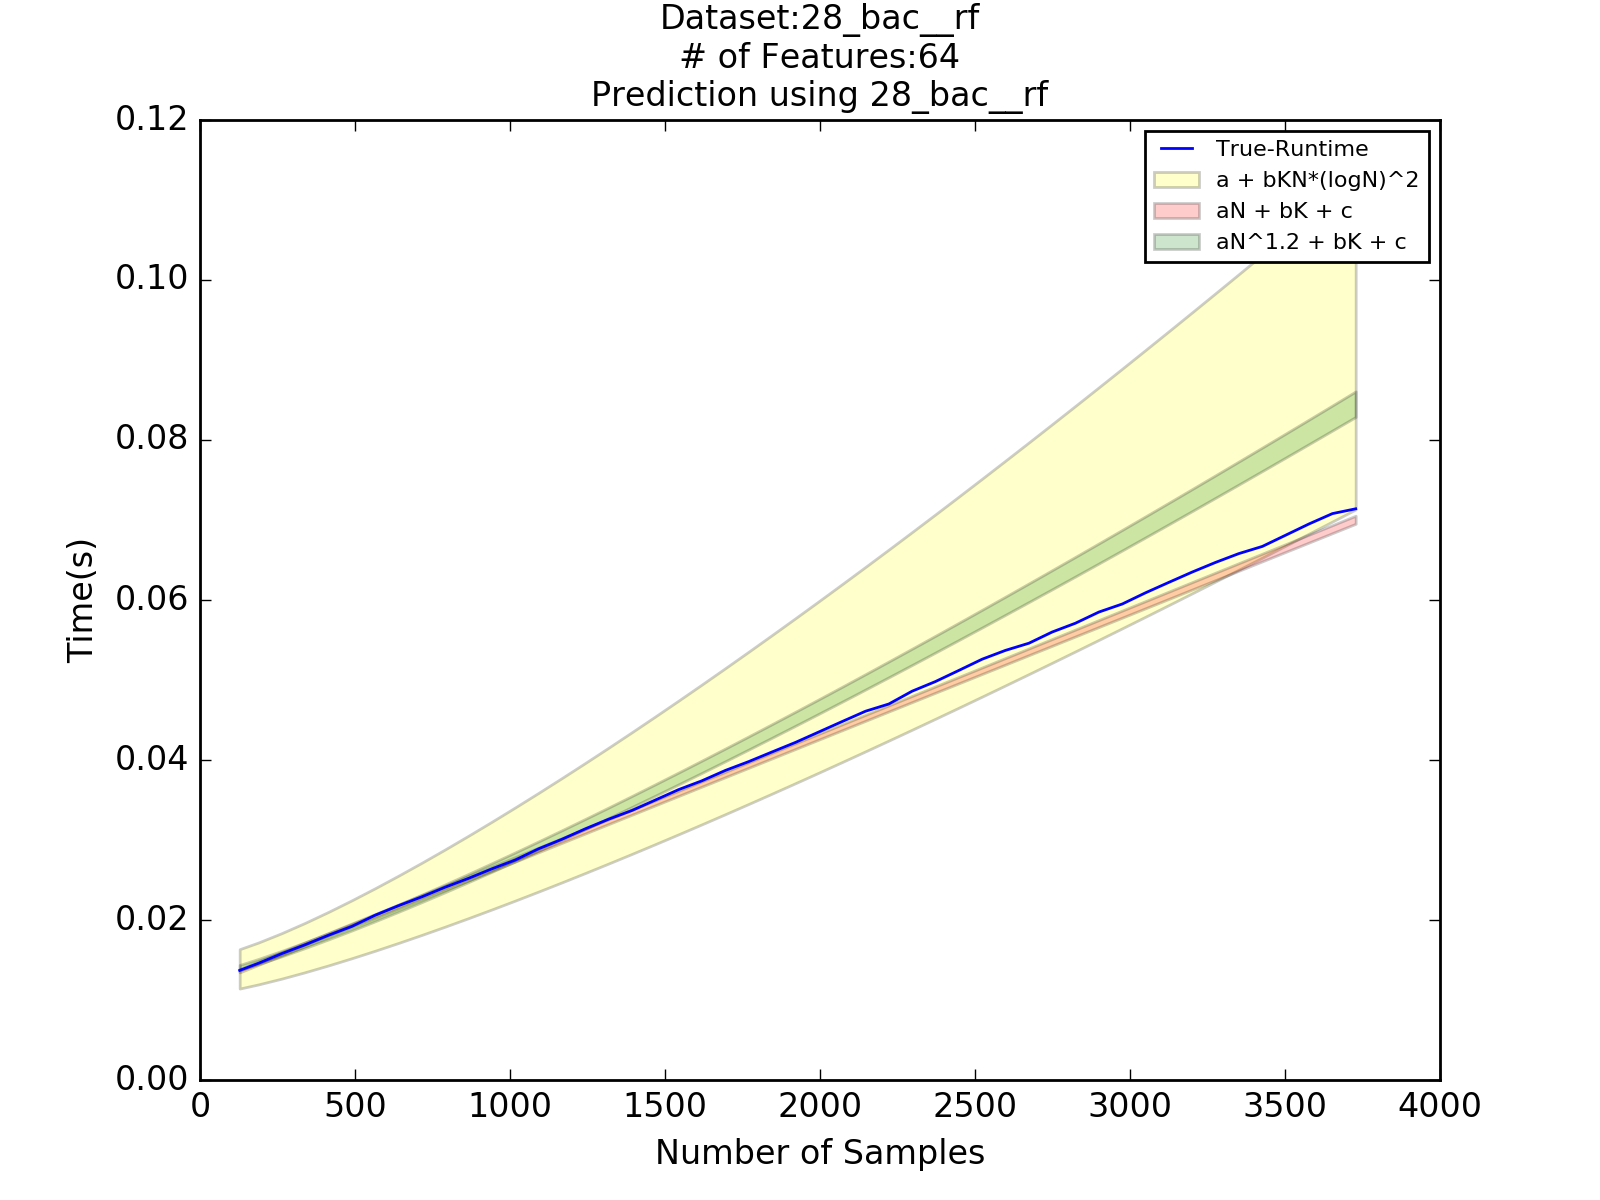 Dataset:28_bac__rf
# of Features:64
Prediction using 28_bac__rf
0.12
0.10
0.08
0.06
0.04
0.02
0.00
Time(s)
True-Runtime
a + bKN*(logN)^2
aN + bK + c
aN^1.2 + bK + c
0 500 1000 1500 2000 2500 3000 3500 4000
Number of Samples